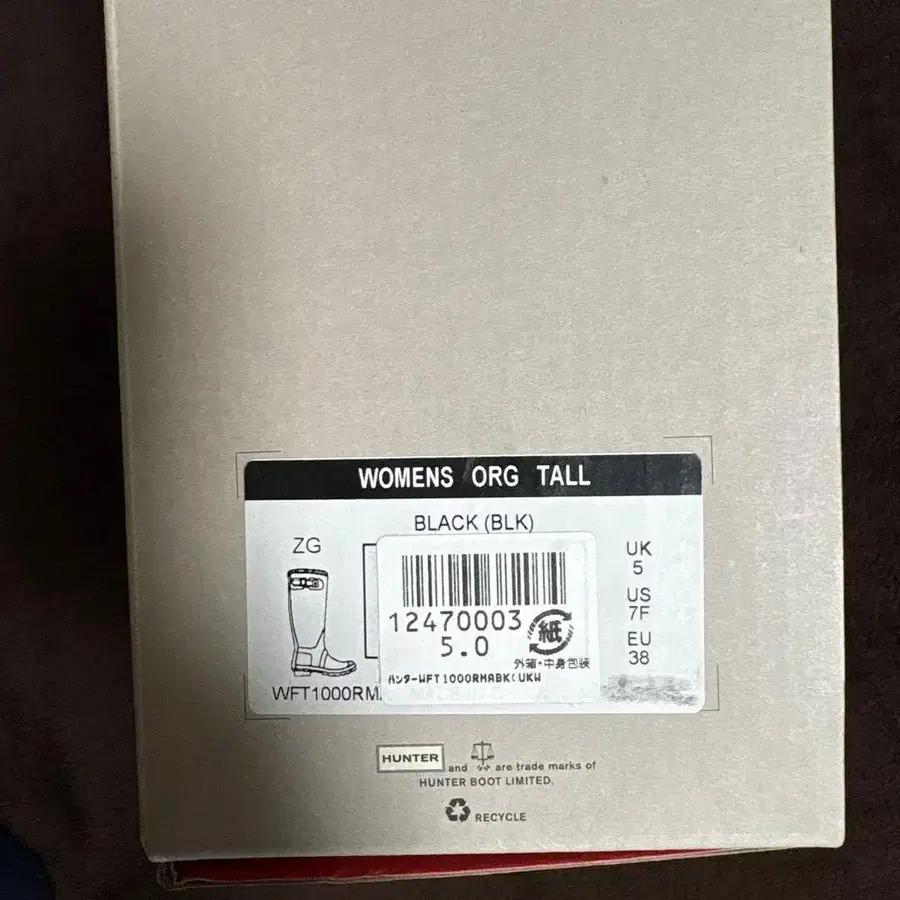 WOMENS ORG TALL
BLACK (BLK)
ZG
UK
5
US
7F
EU
38
12470003
5.0
紙
外箱・中身包装
ハンターWFT1000RMABK(UKW
WFT1000RM
HUNTER and are trade marks of
HUNTER BOOT LIMITED.
RECYCLE